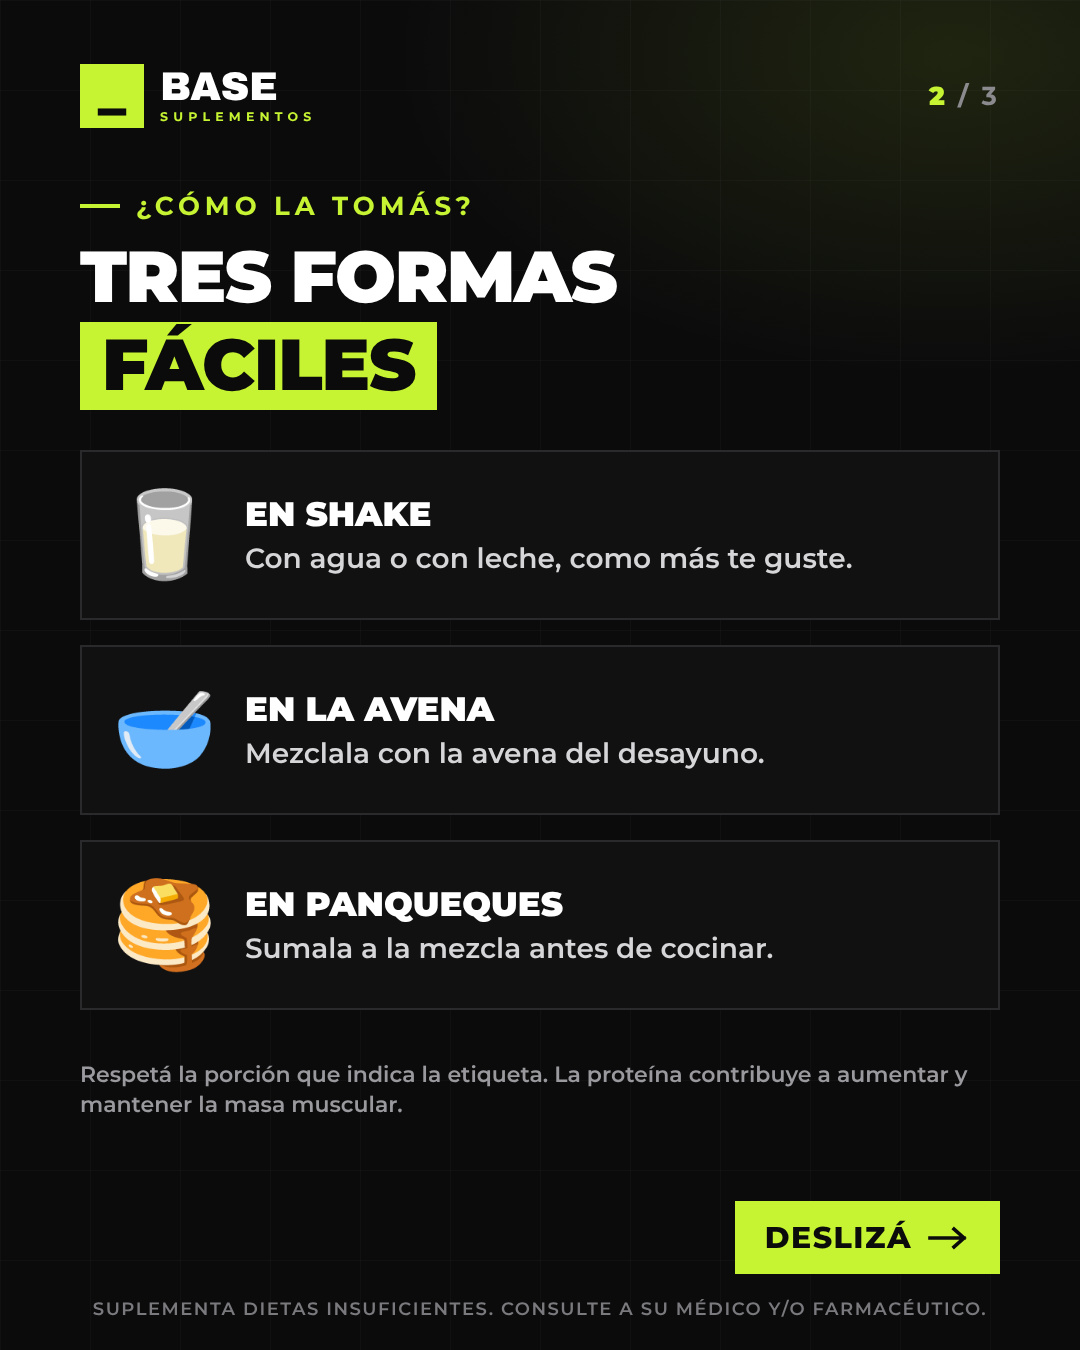 BASE
SUPLEMENTOS
2 / 3
¿CÓMO LA TOMÁS?
TRES FORMAS
FÁCILES
EN SHAKE
Con agua o con leche, como más te guste.
EN LA AVENA
Mezclala con la avena del desayuno.
EN PANQUEQUES
Sumala a la mezcla antes de cocinar.
Respetá la porción que indica la etiqueta. La proteína contribuye a aumentar y
mantener la masa muscular.
DESLIZÁ →
SUPLEMENTA DIETAS INSUFICIENTES. CONSULTE A SU MÉDICO Y/O FARMACÉUTICO.